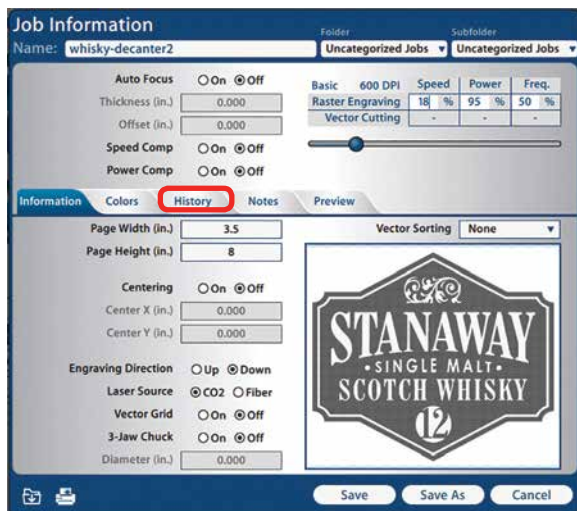 Job Information
Folder Subfolder
Name: whisky-decanter2 Uncategorized Jobs Uncategorized Jobs
Auto Focus On Off
Thickness (in.) 0.000
Offset (in.) 0.000
Speed Comp On Off
Power Comp On Off
Basic 600 DPI Speed Power Freq.
Raster Engraving 18 % 95 % 50 %
Vector Cutting - - -
Information Colors History Notes Preview
Page Width (in.) 3.5
Page Height (in.) 8
Centering On Off
Center X (in.) 0.000
Center Y (in.) 0.000
Engraving Direction Up Down
Laser Source CO2 Fiber
Vector Grid On Off
3-Jaw Chuck On Off
Diameter (in.) 0.000
Vector Sorting None
STANAWAY
•SINGLE MALT•
SCOTCH WHISKY
12
Save Save As Cancel